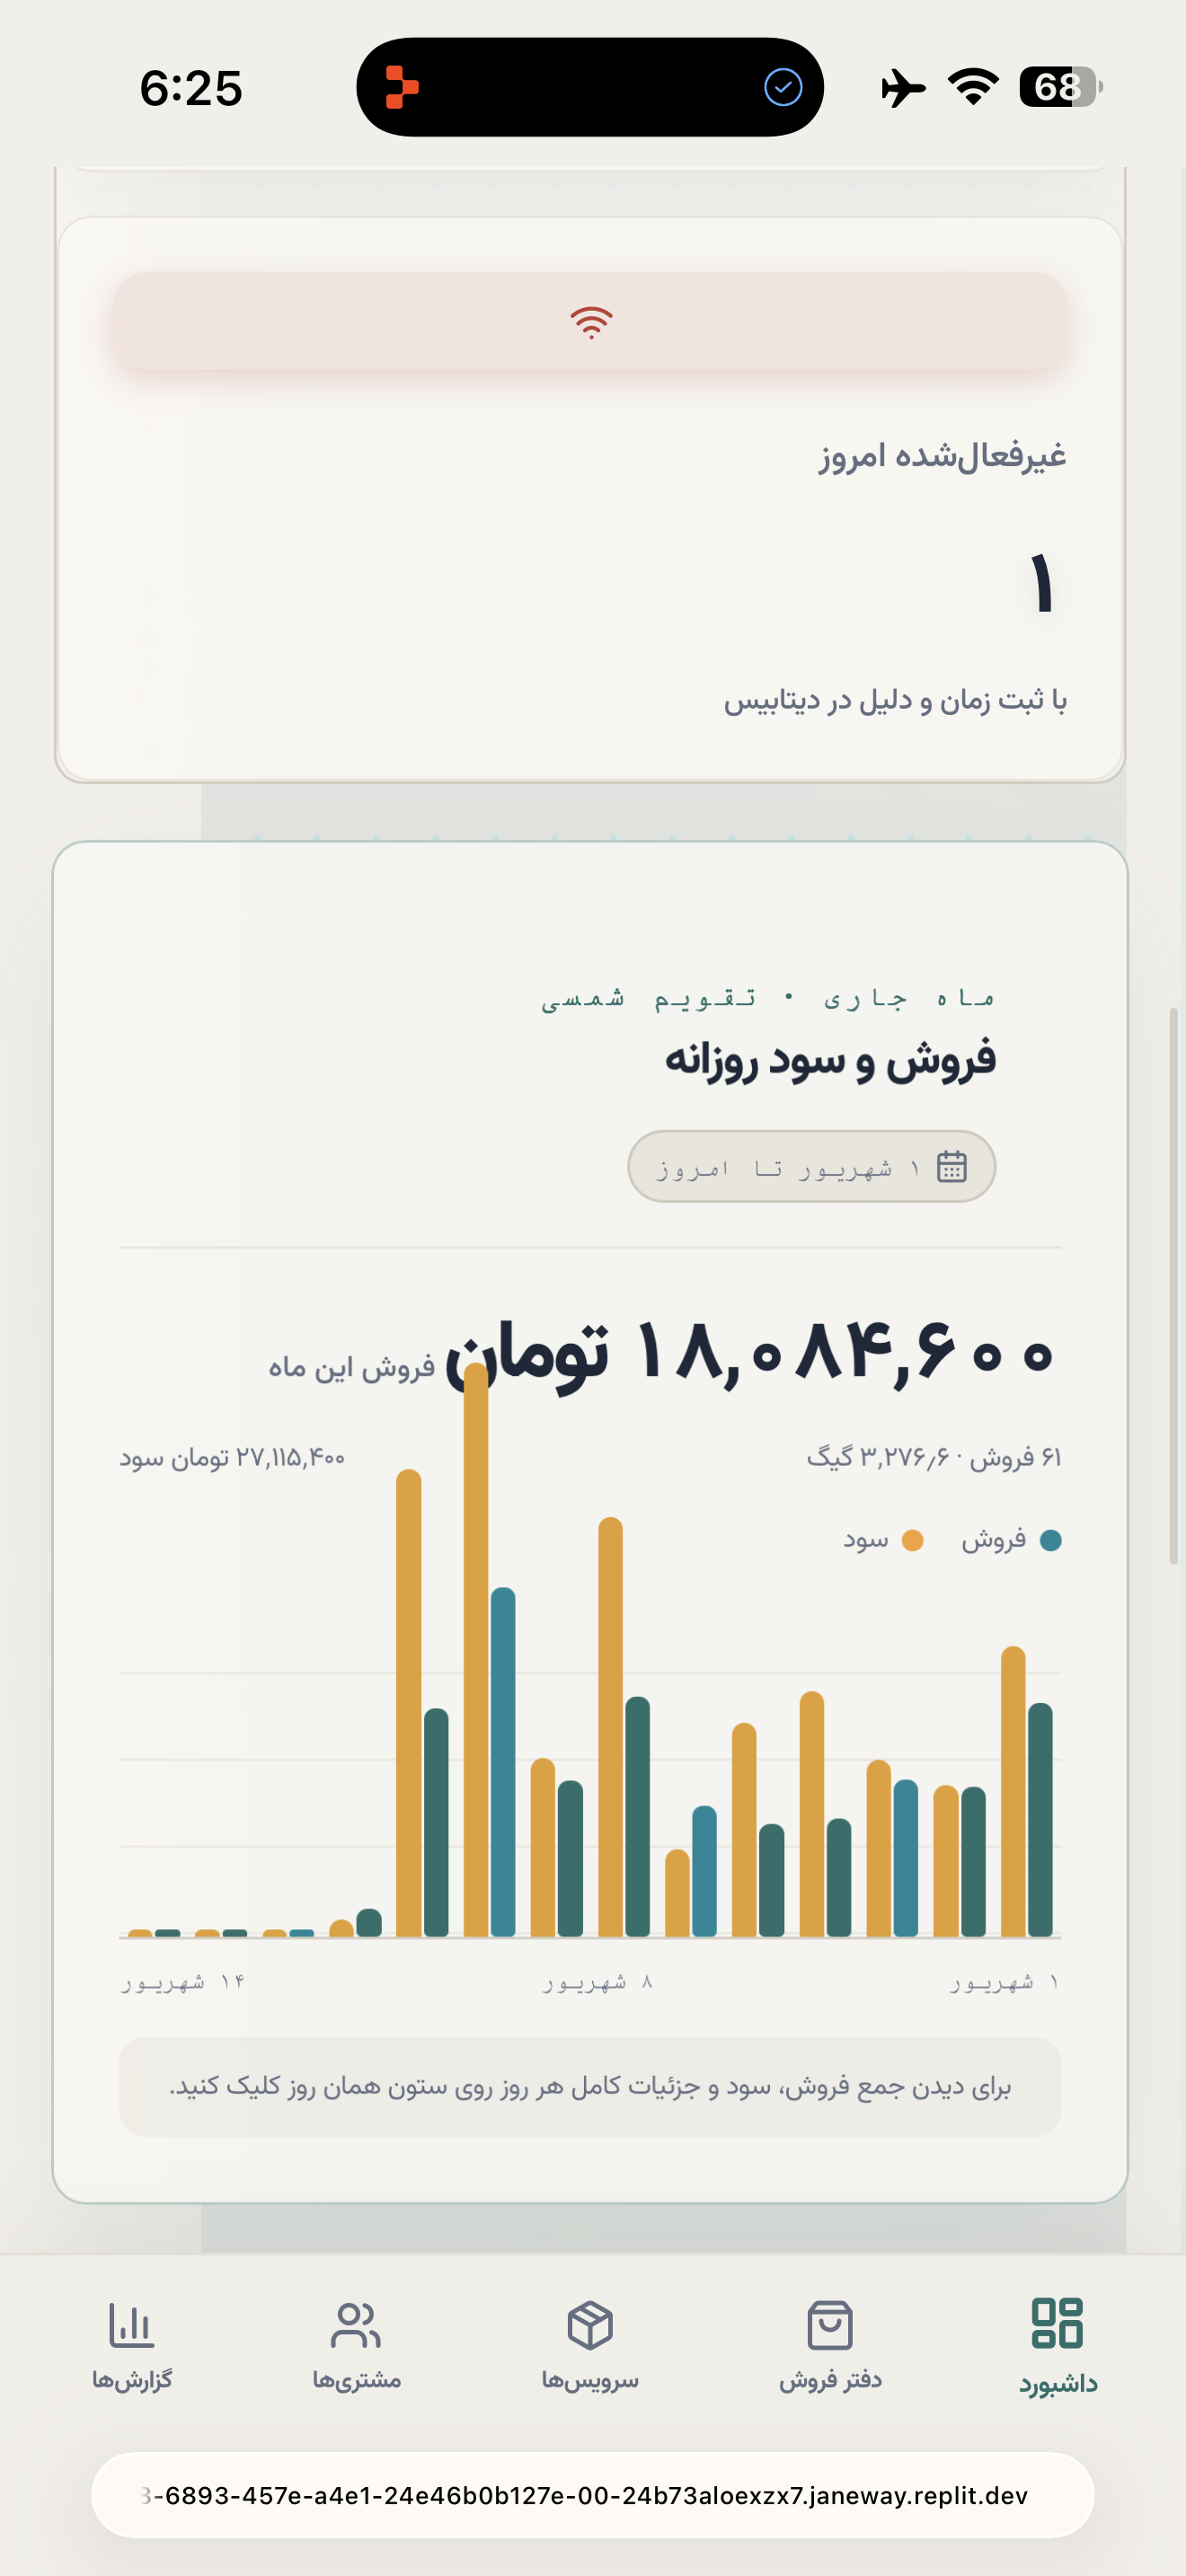 6:25
68
غیرفعال‌شده امروز
۱
با ثبت زمان و دلیل در دیتابیس
ماه جاری · تقویم شمسی
فروش و سود روزانه
۱ شهریور تا امروز
۱۸,۰۸۴,۶۰۰ تومان فروش این ماه
۶۱ فروش · ۳,۲۷۶٫۶ گیگ
۲۷,۱۱۵,۴۰۰ تومان سود
فروش
سود
۱ شهریور
۸ شهریور
۱۴ شهریور
برای دیدن جمع فروش، سود و جزئیات کامل هر روز روی ستون همان روز کلیک کنید.
داشبورد
دفتر فروش
سرویس‌ها
مشتری‌ها
گزارش‌ها
3-6893-457e-a4e1-24e46b0b127e-00-24b73aloexzx7.janeway.replit.dev